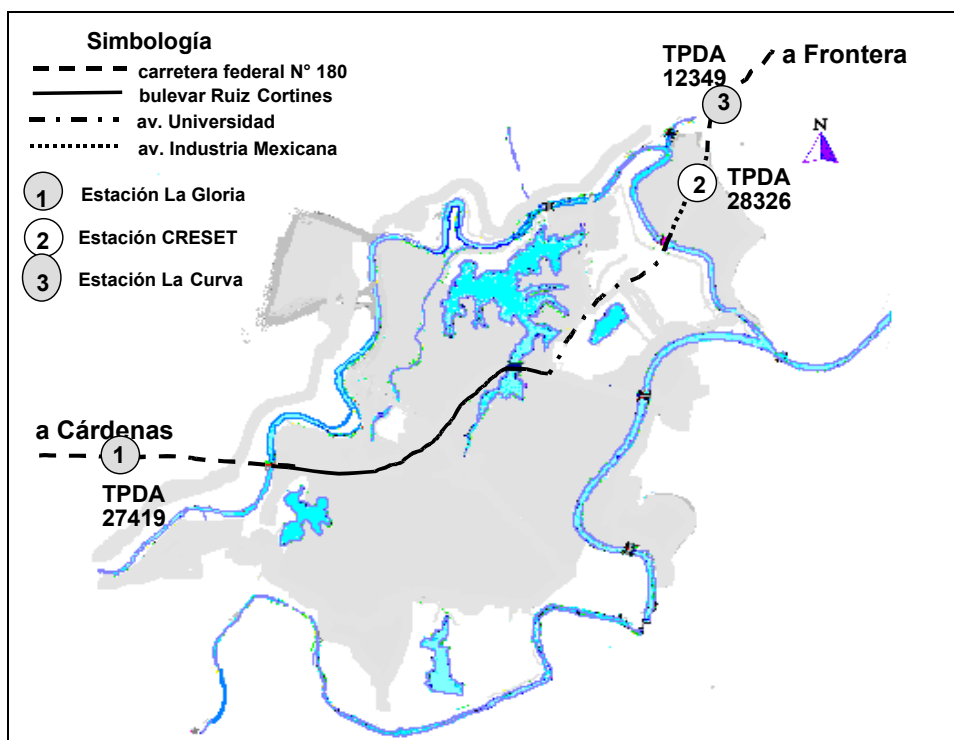 Simbología
carretera federal N° 180
bulevar Ruiz Cortines
av. Universidad
av. Industria Mexicana
1 Estación La Gloria
2 Estación CRESET
3 Estación La Curva
TPDA
12349
3
a Frontera
N
2
TPDA
28326
a Cárdenas
1
TPDA
27419